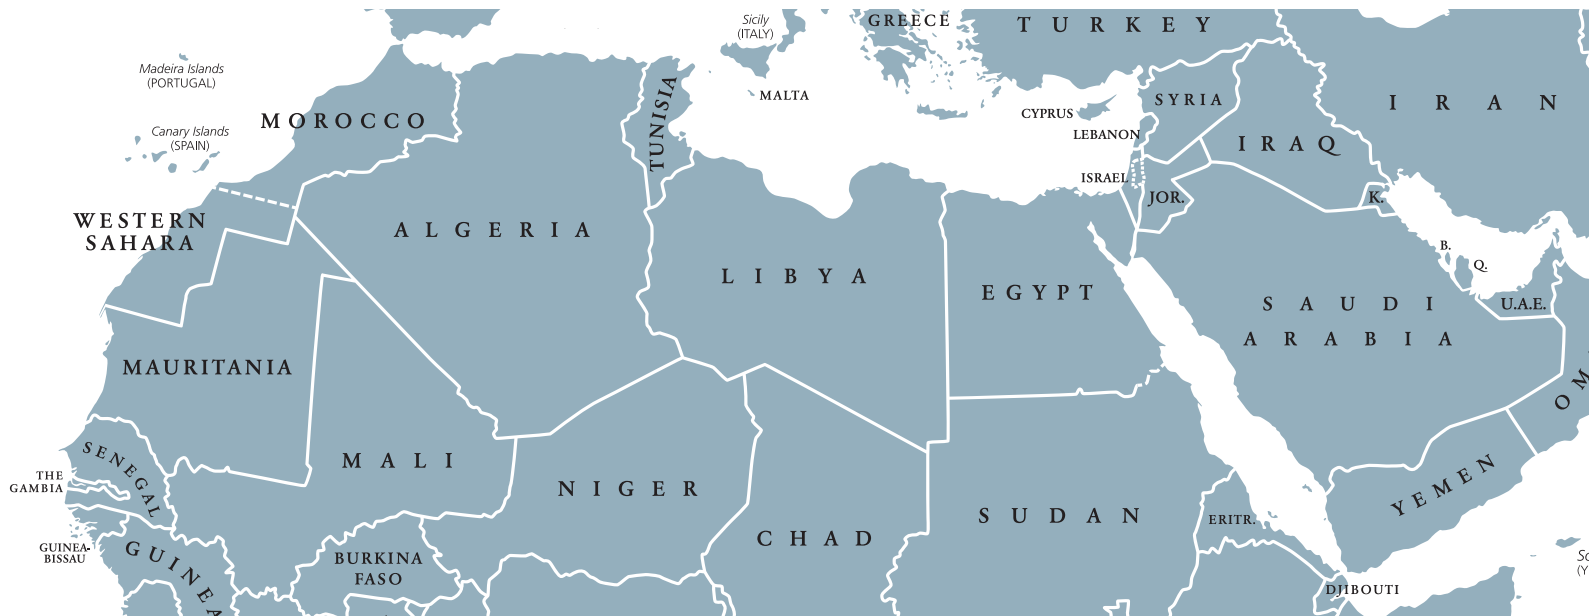 GREECE
TURKEY
Sicily
(ITALY)
Madeira Islands
(PORTUGAL)
MALTA
SYRIA
IRAN
CYPRUS
MOROCCO
TUNISIA
Canary Islands
(SPAIN)
LEBANON
IRAQ
ISRAEL
JOR.
K.
WESTERN
SAHARA
ALGERIA
LIBYA
EGYPT
B.
Q.
SAUDI
ARABIA
U.A.E.
MAURITANIA
OM
SENEGAL
MALI
NIGER
CHAD
SUDAN
YEMEN
THE
GAMBIA
ERITR.
GUINEA-
BISSAU
GUINEA
BURKINA
FASO
DJIBOUTI
So
(Y